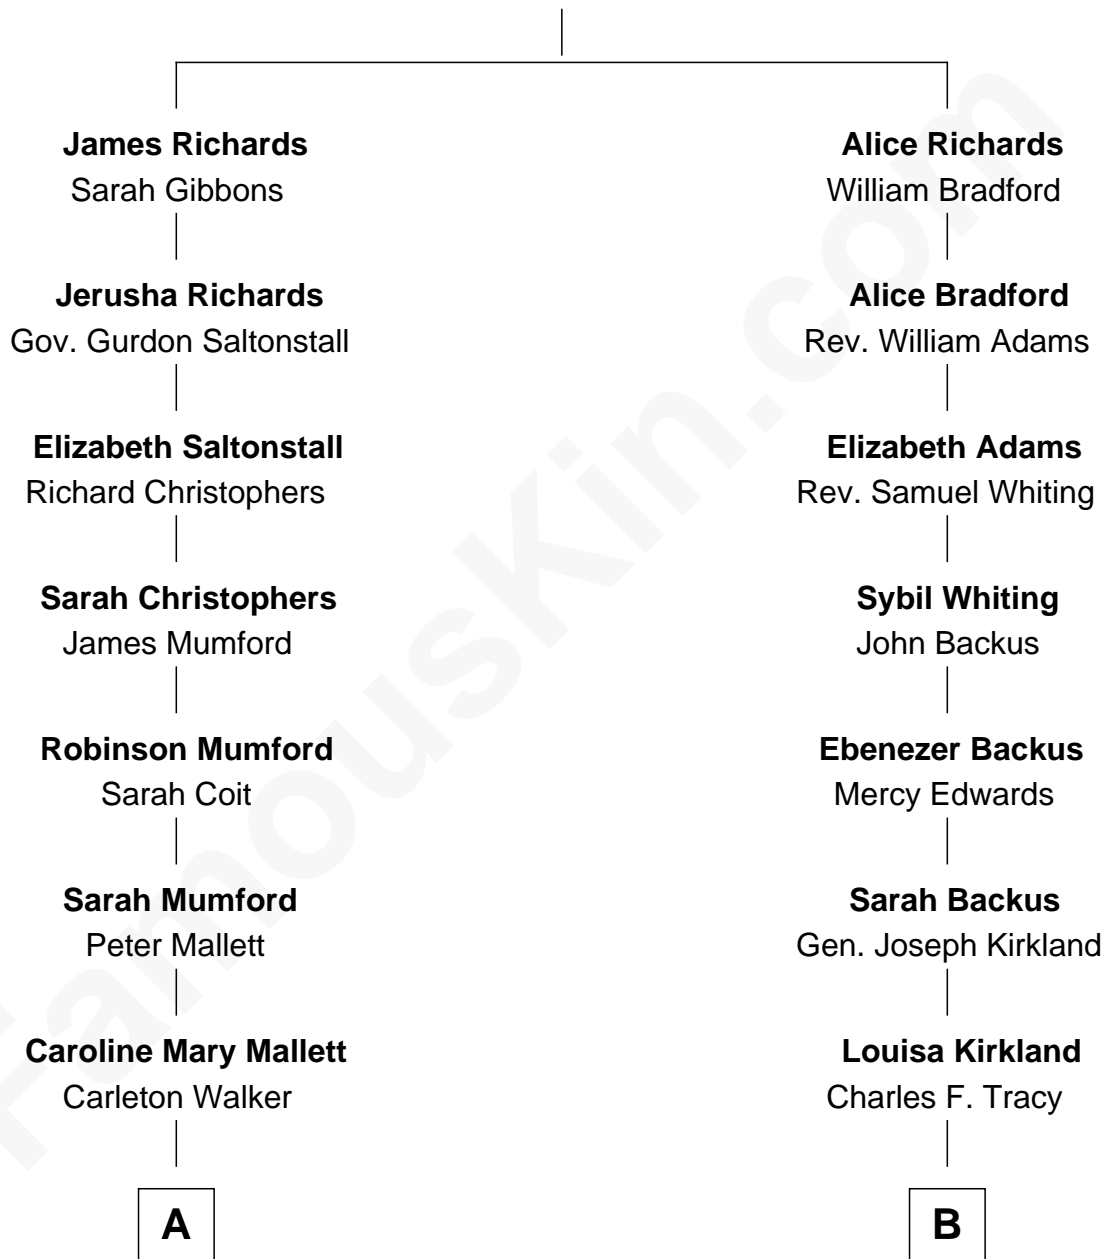 James Richards
Sarah Gibbons
Jerusha Richards
Gov. Gurdon Saltonstall
Elizabeth Saltonstall
Richard Christophers
Sarah Christophers
James Mumford
Robinson Mumford
Sarah Coit
Sarah Mumford
Peter Mallett
Caroline Mary Mallett
Carleton Walker
A
Alice Richards
William Bradford
Alice Bradford
Rev. William Adams
Elizabeth Adams
Rev. Samuel Whiting
Sybil Whiting
John Backus
Ebenezer Backus
Mercy Edwards
Sarah Backus
Gen. Joseph Kirkland
Louisa Kirkland
Charles F. Tracy
B
FamousKin.com